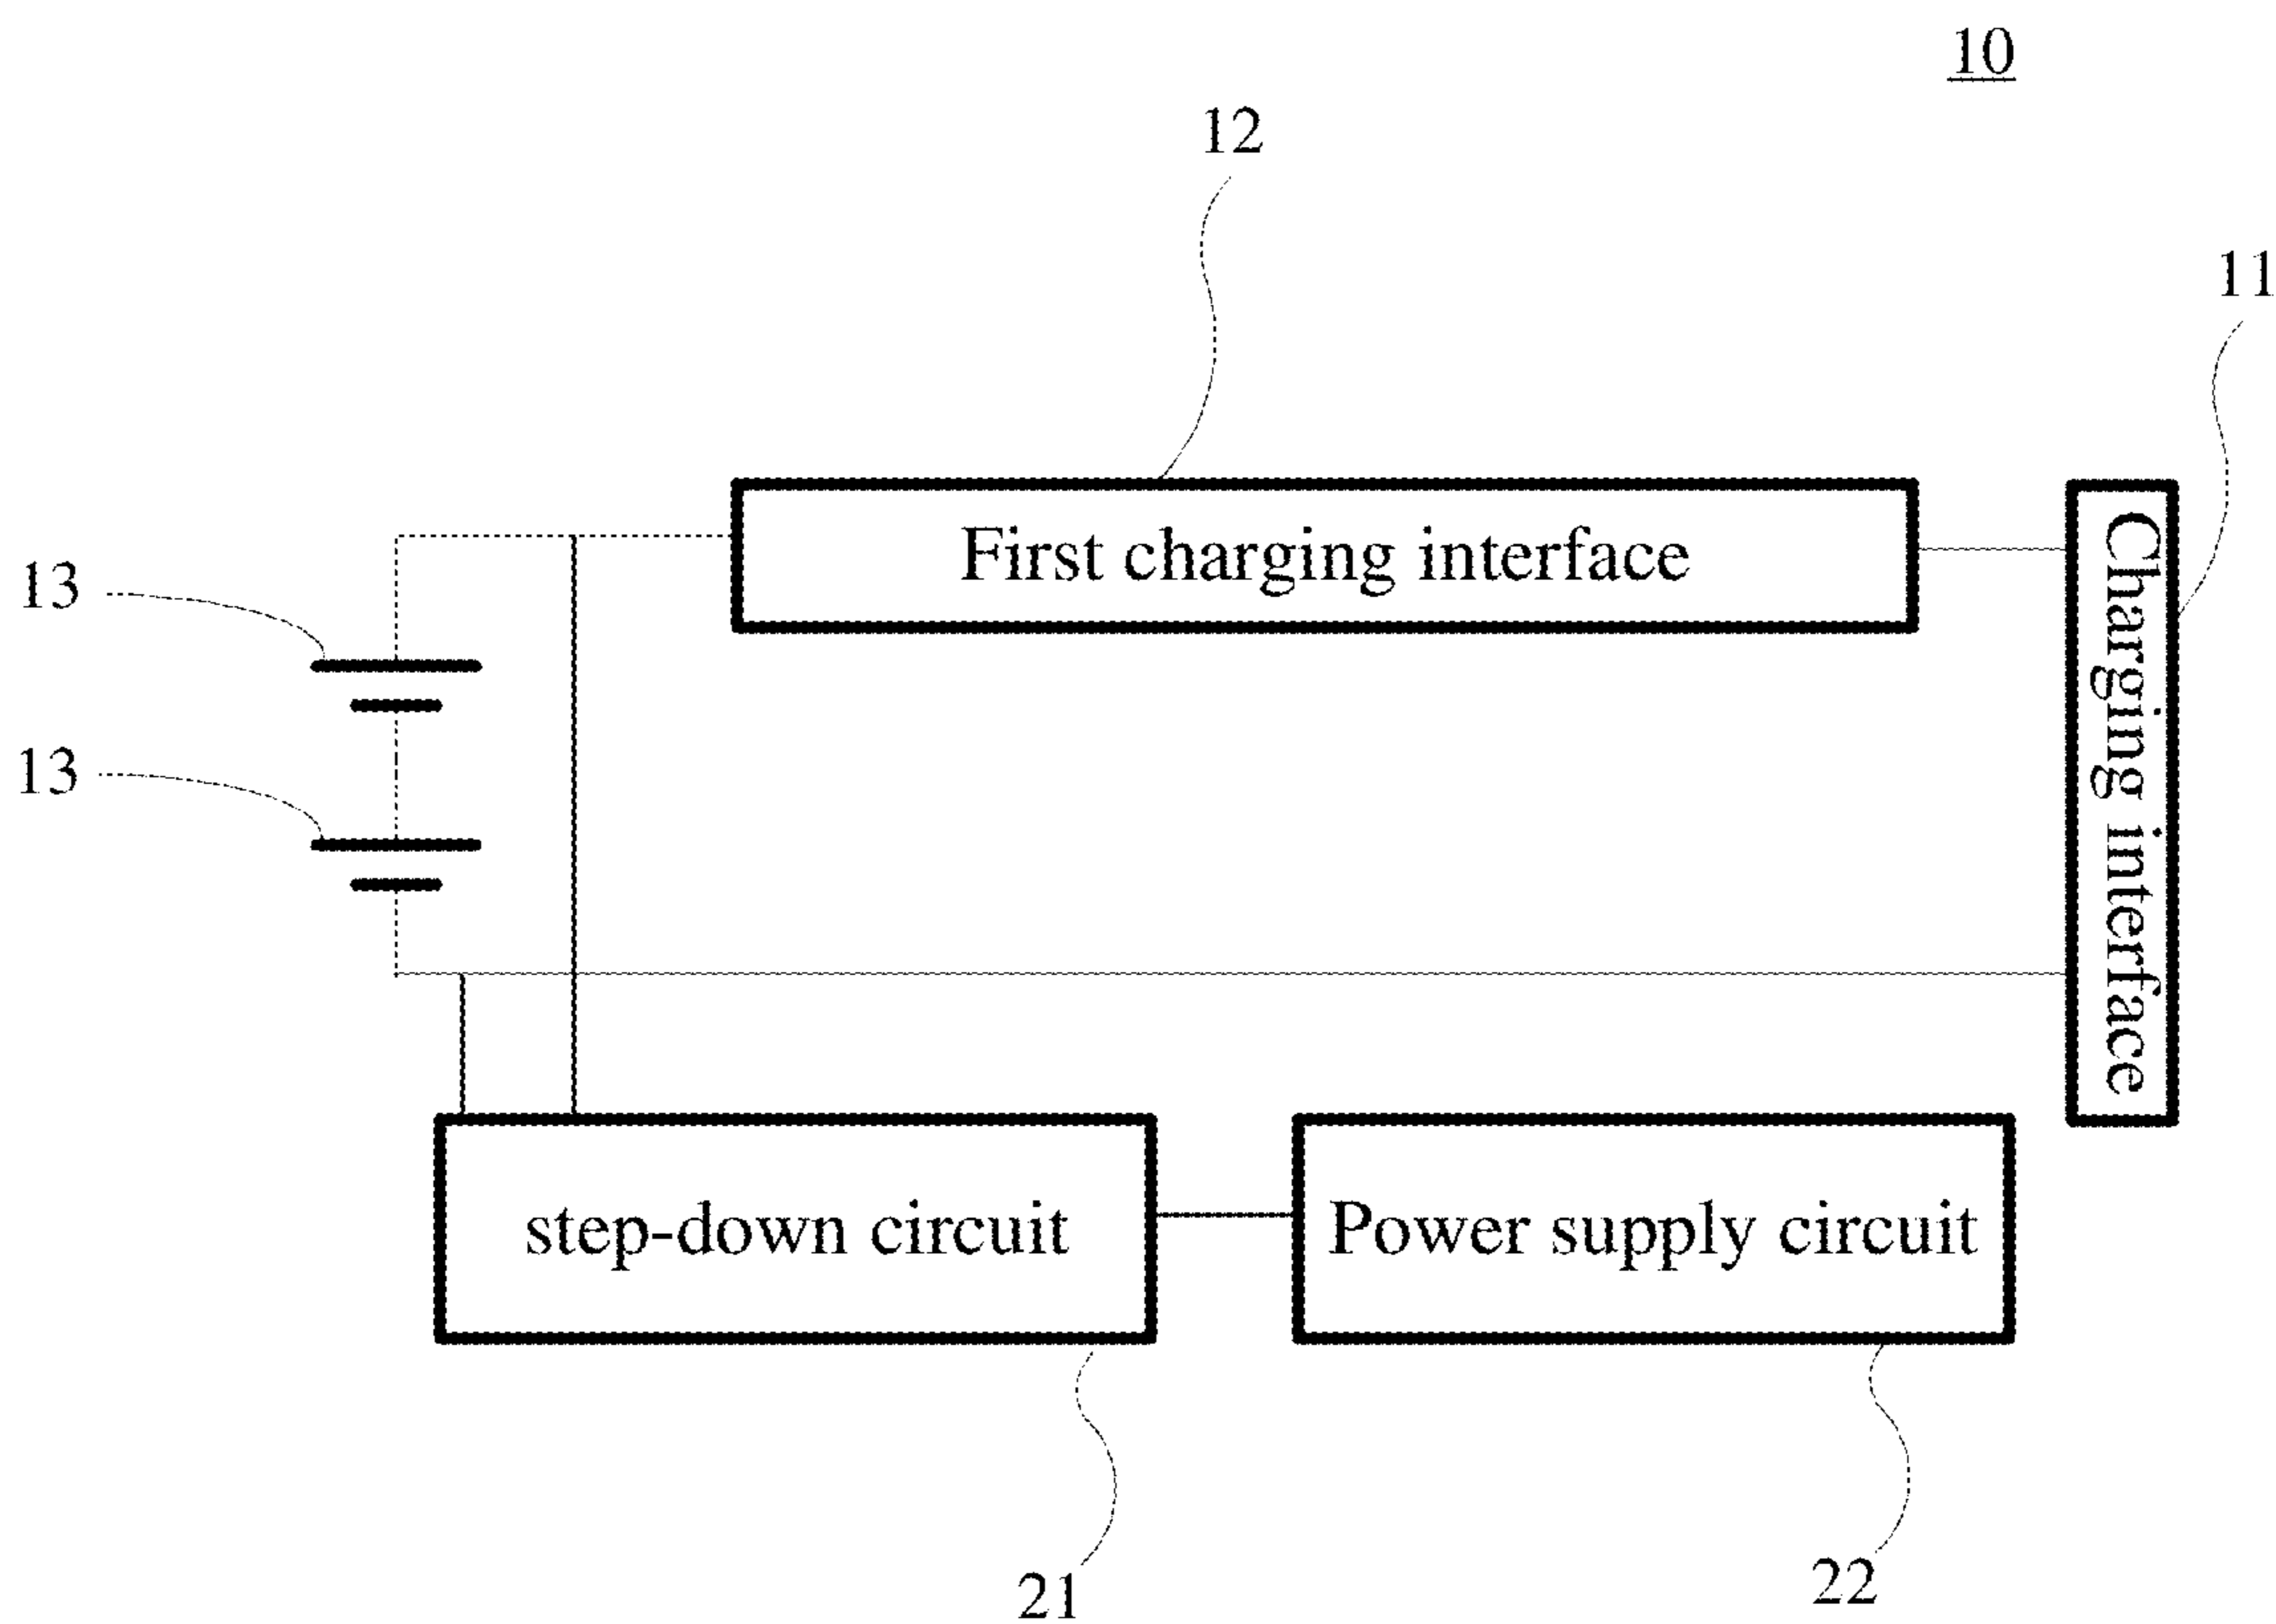 10
12
11
First charging interface
Charging interface
13
13
step-down circuit
Power supply circuit
21
22